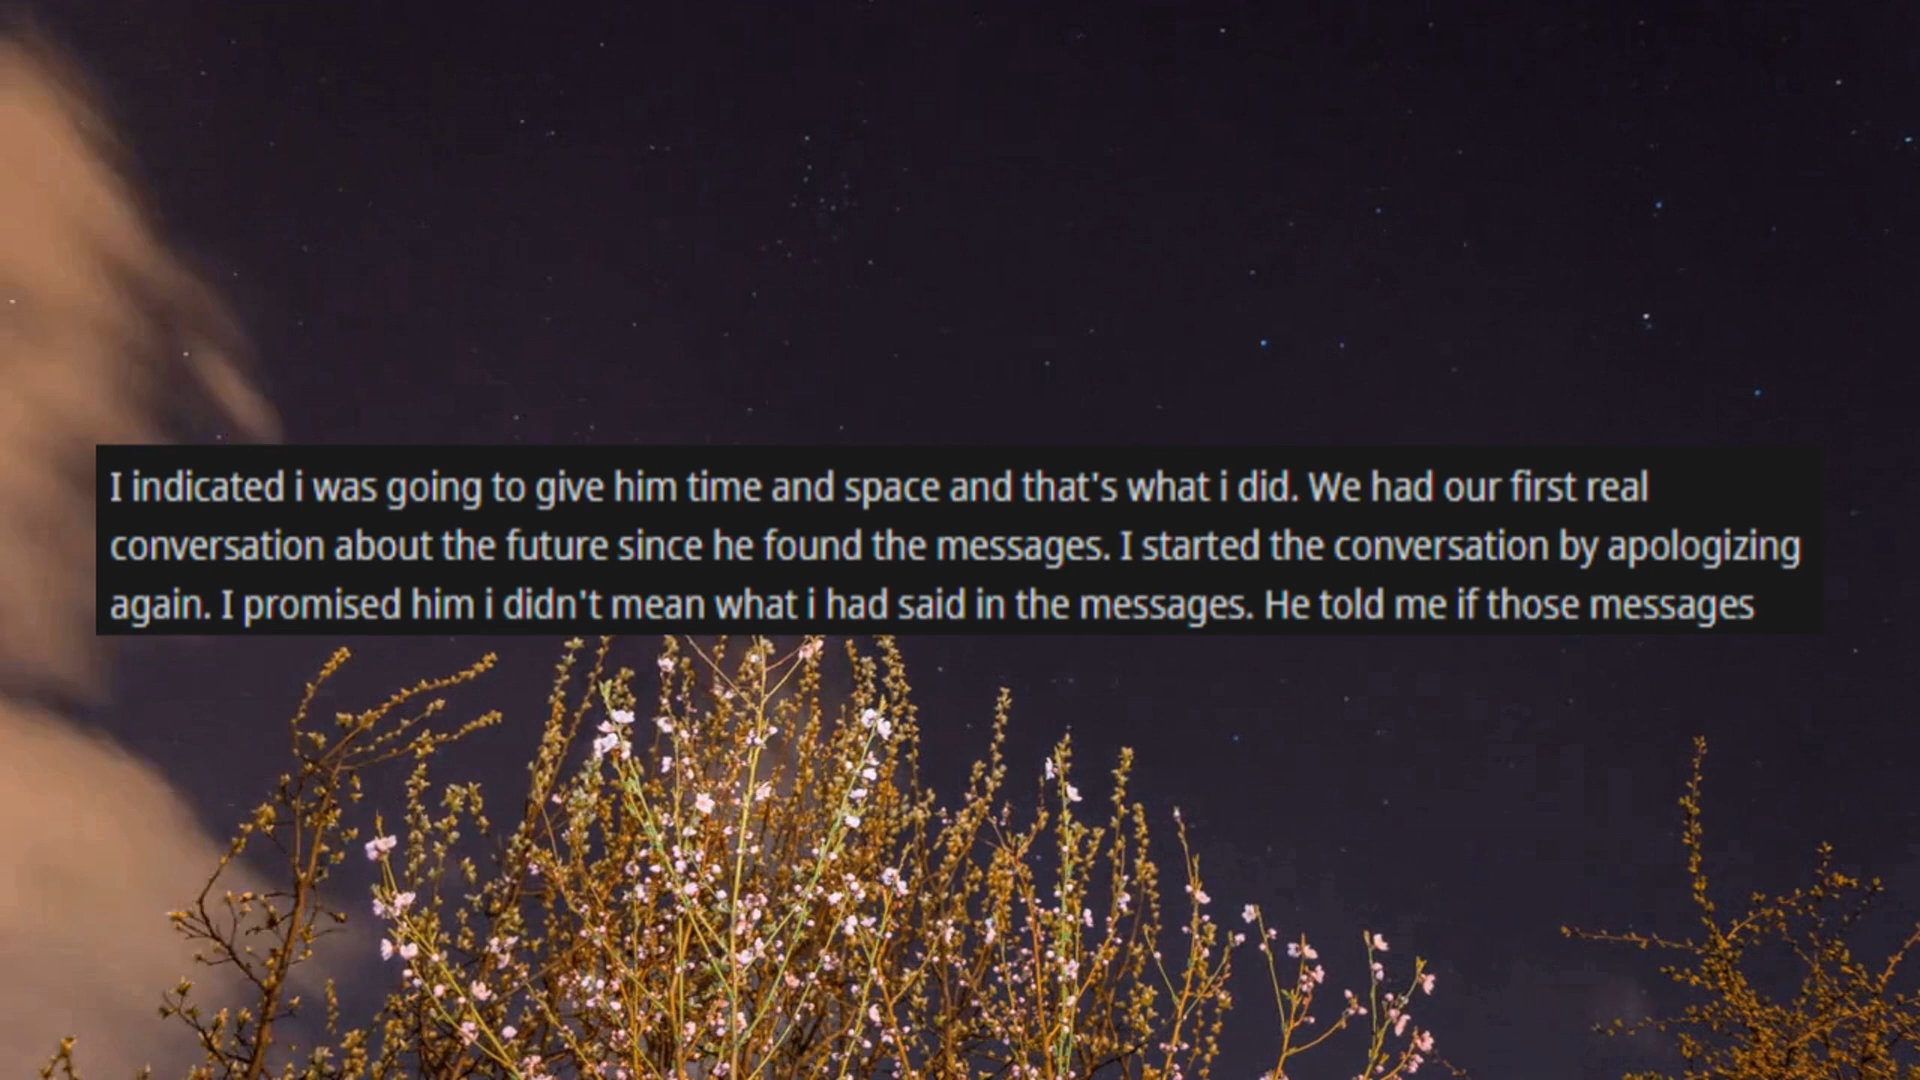 I indicated i was going to give him time and space and that's what i did. We had our first real
conversation about the future since he found the messages. I started the conversation by apologizing
again. I promised him i didn't mean what i had said in the messages. He told me if those messages